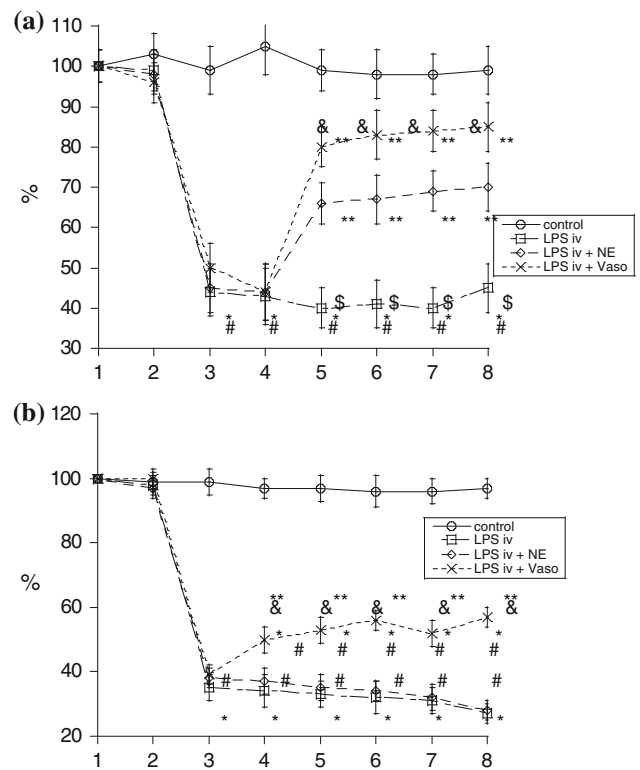 (a)
110
100
90
80
70
60
50
40
30
%
& & & &
** ** ** **
** ** ** **
$ $ $ $
* * * * * *
# # # # # #
control
LPS iv
LPS iv + NE
LPS iv + Vaso
1 2 3 4 5 6 7 8
(b)
120
100
80
60
40
20
%
control
LPS iv
LPS iv + NE
LPS iv + Vaso
** ** ** ** **
& & & & &
* * * * *
# # # # #
# # # # #
* * * * * *
1 2 3 4 5 6 7 8